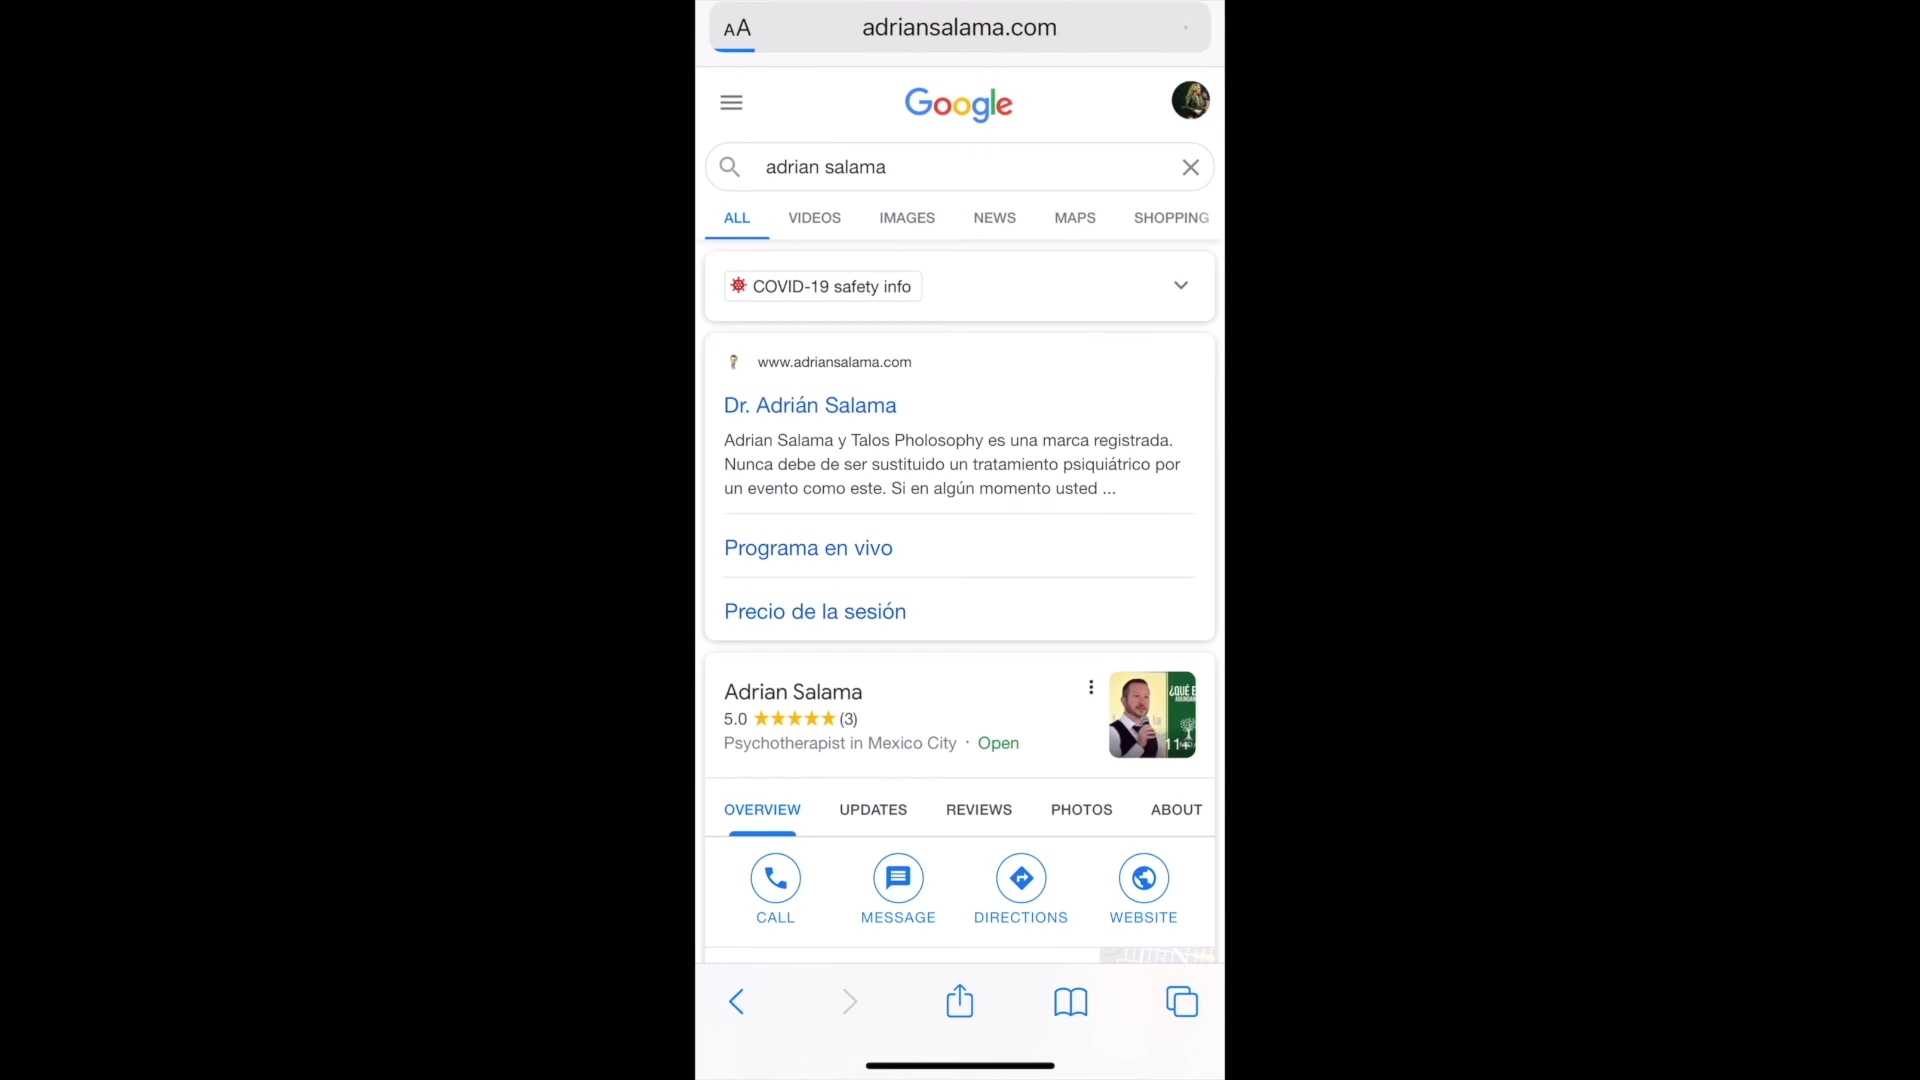 AA adriansalama.com
Google
adrian salama
ALL VIDEOS IMAGES NEWS MAPS SHOPPING
COVID-19 safety info
www.adriansalama.com
Dr. Adrián Salama
Adrian Salama y Talos Pholosophy es una marca registrada.
Nunca debe de ser sustituido un tratamiento psiquiátrico por
un evento como este. Si en algún momento usted ...
Programa en vivo
Precio de la sesión
Adrian Salama
5.0 ★★★★★ (3)
Psychotherapist in Mexico City · Open
¿QUÉ E
11+
OVERVIEW UPDATES REVIEWS PHOTOS ABOUT
CALL MESSAGE DIRECTIONS WEBSITE